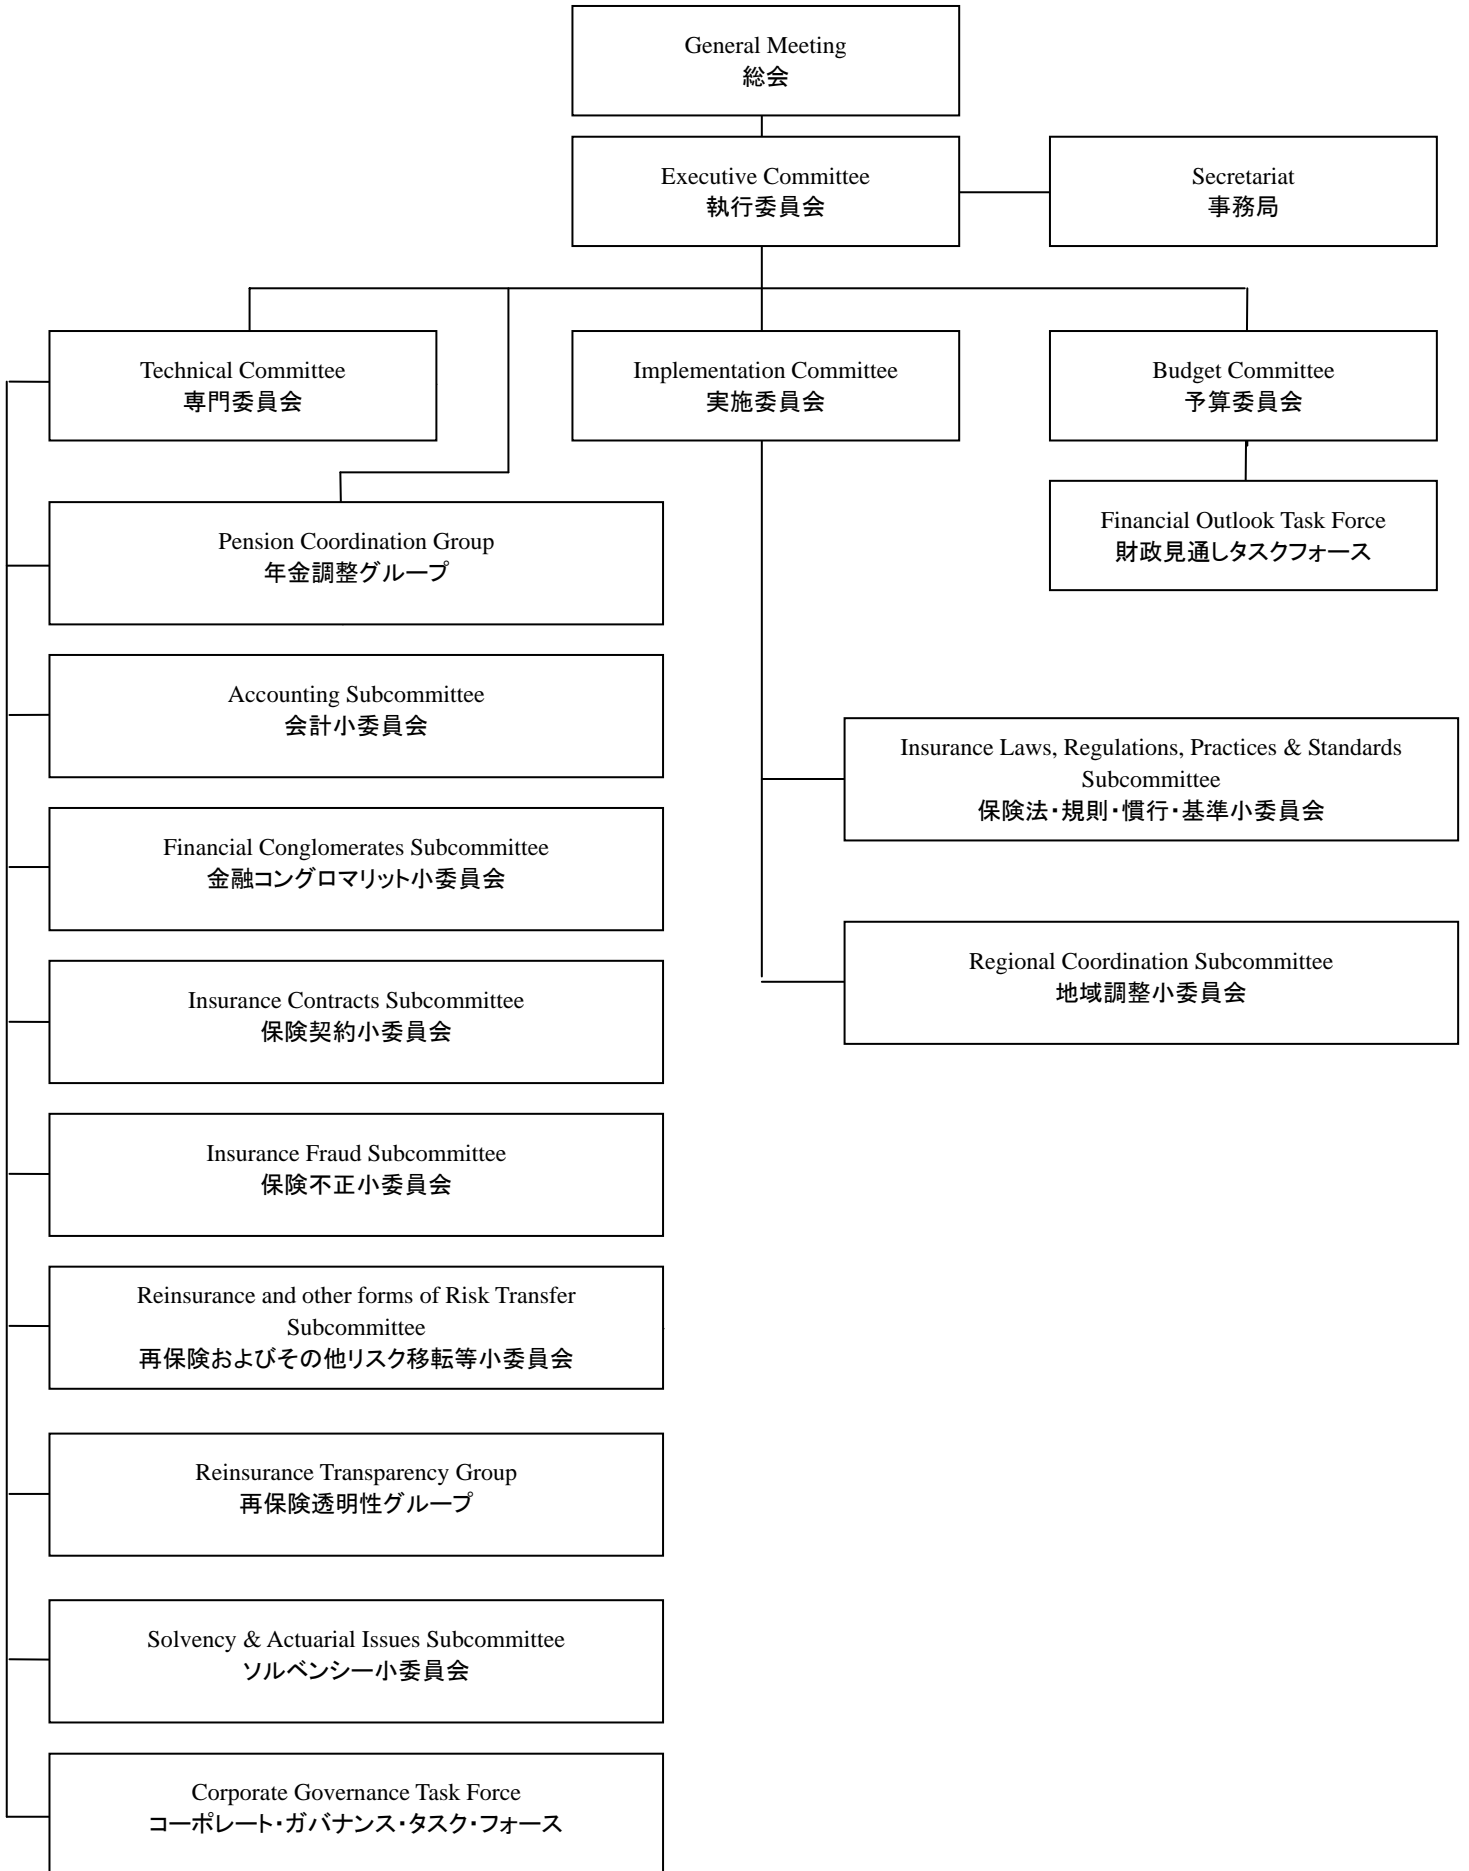 General Meeting
総会
Executive Committee
執行委員会
Secretariat
事務局
Technical Committee
専門委員会
Implementation Committee
実施委員会
Budget Committee
予算委員会
Pension Coordination Group
年金調整グループ
Financial Outlook Task Force
財政見通しタスクフォース
Accounting Subcommittee
会計小委員会
Insurance Laws, Regulations, Practices & Standards
Subcommittee
保険法・規則・慣行・基準小委員会
Financial Conglomerates Subcommittee
金融コングロマリット小委員会
Insurance Contracts Subcommittee
保険契約小委員会
Regional Coordination Subcommittee
地域調整小委員会
Insurance Fraud Subcommittee
保険不正小委員会
Reinsurance and other forms of Risk Transfer
Subcommittee
再保険およびその他リスク移転等小委員会
Reinsurance Transparency Group
再保険透明性グループ
Solvency & Actuarial Issues Subcommittee
ソルベンシー小委員会
Corporate Governance Task Force
コーポレート・ガバナンス・タスク・フォース